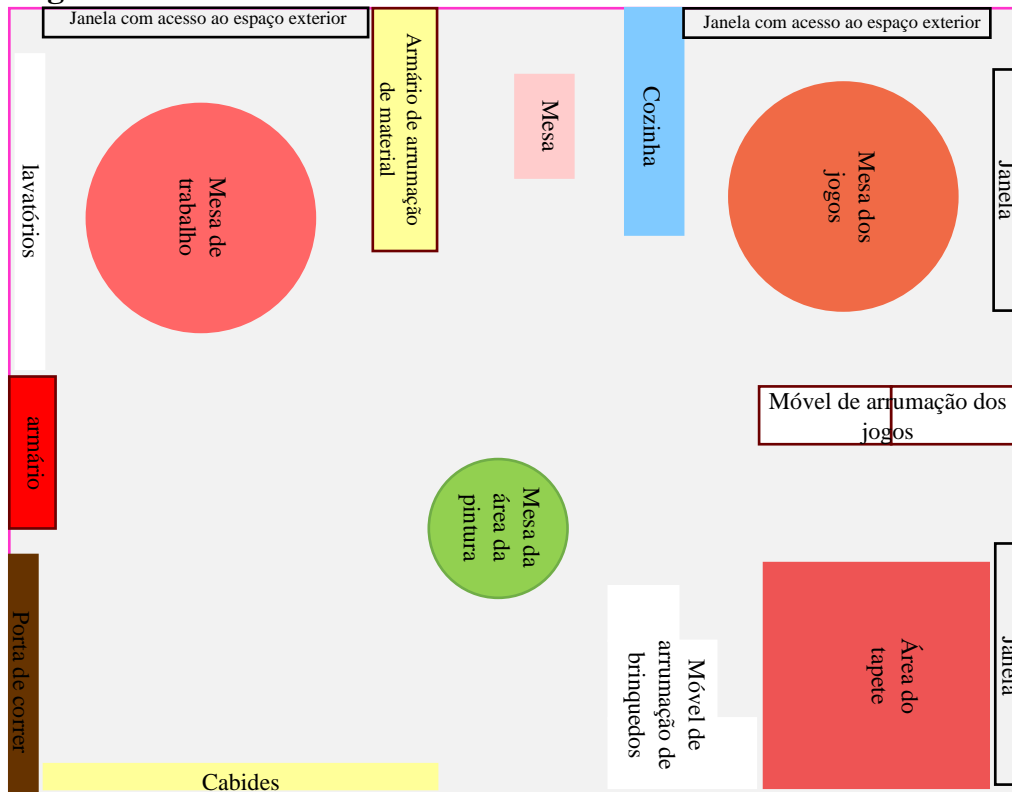 Janela com acesso ao espaço exterior
Janela com acesso ao espaço exterior
Armário de arrumação
de material
Mesa
Cozinha
Mesa dos
jogos
Janela
lavatórios
Mesa de
trabalho
Móvel de arrumação dos
jogos
armário
Mesa da
área da
pintura
Porta de correr
Móvel de
arrumação de
brinquedos
Área do
tapete
Janela
Cabides